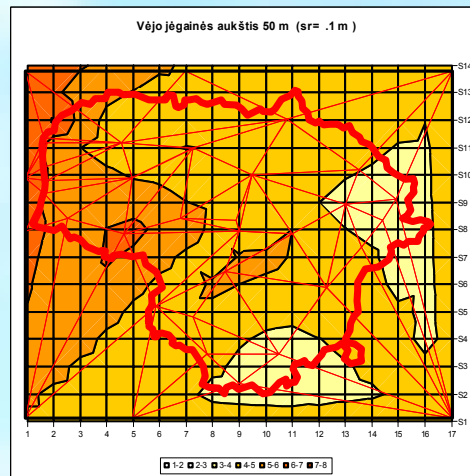 Vėjo jėgainės aukštis 50 m (sr= .1 m )
S14
S13
S12
S11
S10
S9
S8
S7
S6
S5
S4
S3
S2
S1
1 2 3 4 5 6 7 8 9 10 11 12 13 14 15 16 17
1-2 2-3 3-4 4-5 5-6 6-7 7-8